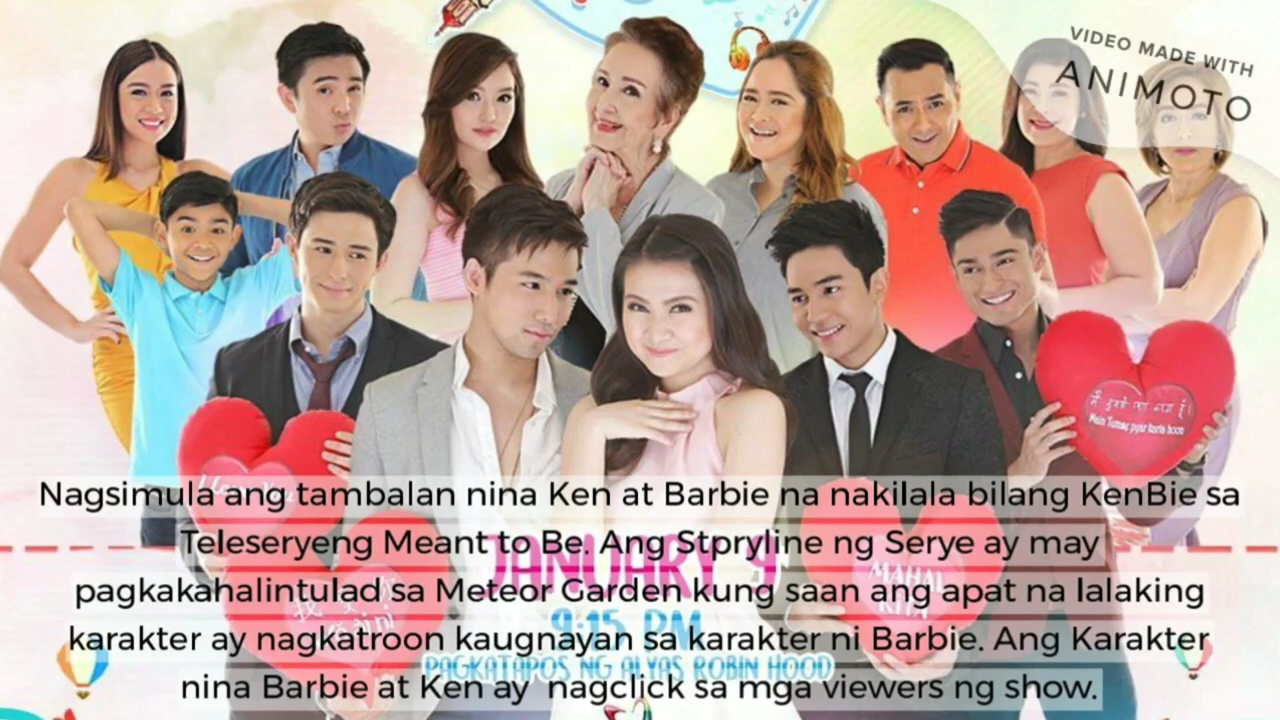 VIDEO MADE WITH
ANIMOTO
Main Tumse pyar karta hoon
I Love You
Nagsimula ang tambalan nina Ken at Barbie na nakilala bilang KenBie sa
Teleseryeng Meant to Be. Ang Stpryline ng Serye ay may
pagkakahalintulad sa Meteor Garden kung saan ang apat na lalaking
karakter ay nagkatroon kaugnayan sa karakter ni Barbie. Ang Karakter
nina Barbie at Ken ay nagclick sa mga viewers ng show.
JANUARY 9
9:15 PM
PAGKATAPOS NG ALYAS ROBIN HOOD
MAHAL
KITA